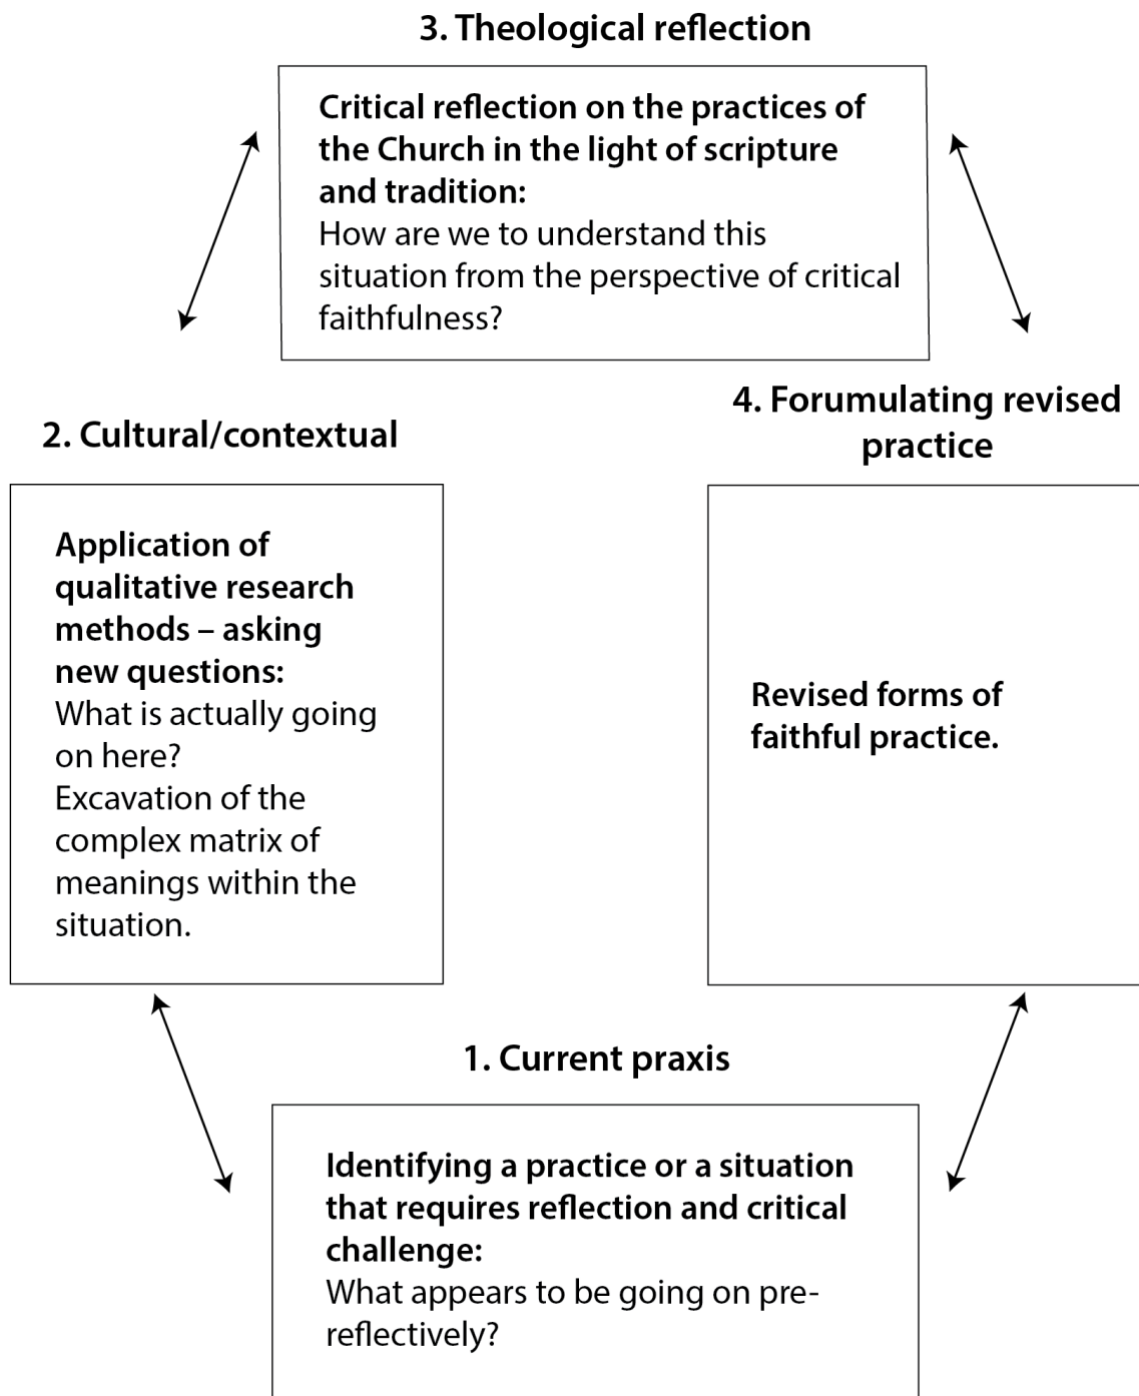 3. Theological reflection
Critical reflection on the practices of
the Church in the light of scripture
and tradition:
How are we to understand this
situation from the perspective of critical
faithfulness?
2. Cultural/contextual
Application of
qualitative research
methods – asking
new questions:
What is actually going
on here?
Excavation of the
complex matrix of
meanings within the
situation.
4. Forumulating revised
practice
Revised forms of
faithful practice.
1. Current praxis
Identifying a practice or a situation
that requires reflection and critical
challenge:
What appears to be going on pre-
reflectively?